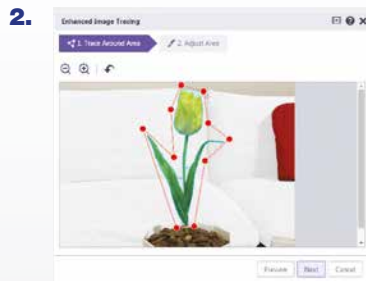 2.
Enhanced Image Tracing
1. Trace Around Area
2. Adjust Area
Preview
Next
Cancel